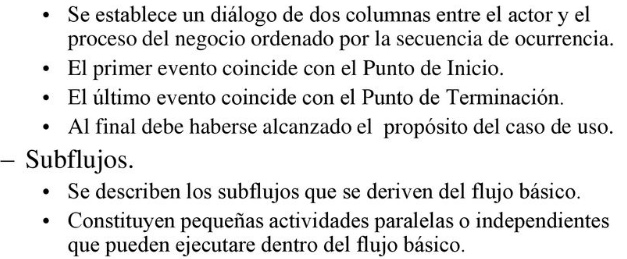 • Se establece un diálogo de dos columnas entre el actor y el
proceso del negocio ordenado por la secuencia de ocurrencia.
• El primer evento coincide con el Punto de Inicio.
• El último evento coincide con el Punto de Terminación.
• Al final debe haberse alcanzado el propósito del caso de uso.
– Subflujos.
• Se describen los subflujos que se deriven del flujo básico.
• Constituyen pequeñas actividades paralelas o independientes
que pueden ejecutare dentro del flujo básico.